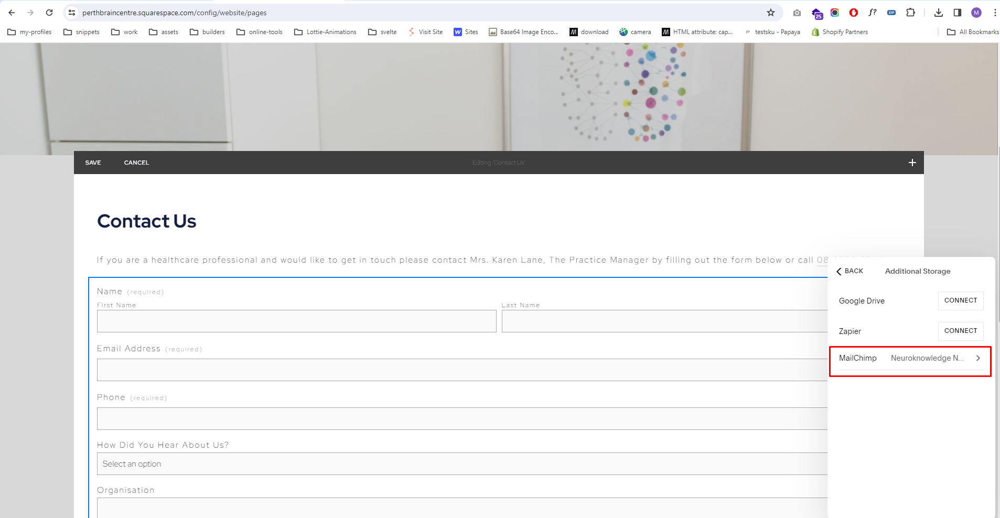 perthbraincentre.squarespace.com/config/website/pages
f?
ZIP
25
M
my-profiles snippets work assets builders online-tools Lottie-Animations svelte Visit Site W Sites Base64 Image Enco... M download camera M HTML attribute: cap... P testsku - Papaya Shopify Partners All Bookmarks
SAVE CANCEL Editing 'Contact Us' +
Contact Us
If you are a healthcare professional and would like to get in touch please contact Mrs. Karen Lane, The Practice Manager by filling out the form below or call 08
Name (required)
First Name Last Name
Email Address (required)
Phone (required)
How Did You Hear About Us?
Select an option
Organisation
BACK Additional Storage
Google Drive CONNECT
Zapier CONNECT
MailChimp Neuroknowledge N...